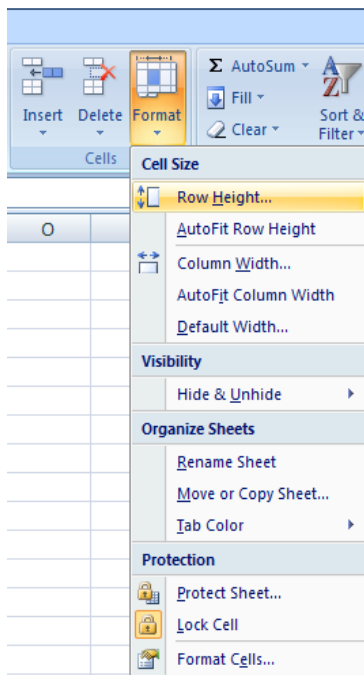 Σ AutoSum
Insert Delete Format
Fill
Clear
Sort &
Filter
Cells
Cell Size
Row Height...
O
AutoFit Row Height
Column Width...
AutoFit Column Width
Default Width...
Visibility
Hide & Unhide
Organize Sheets
Rename Sheet
Move or Copy Sheet...
Tab Color
Protection
Protect Sheet...
Lock Cell
Format Cells...